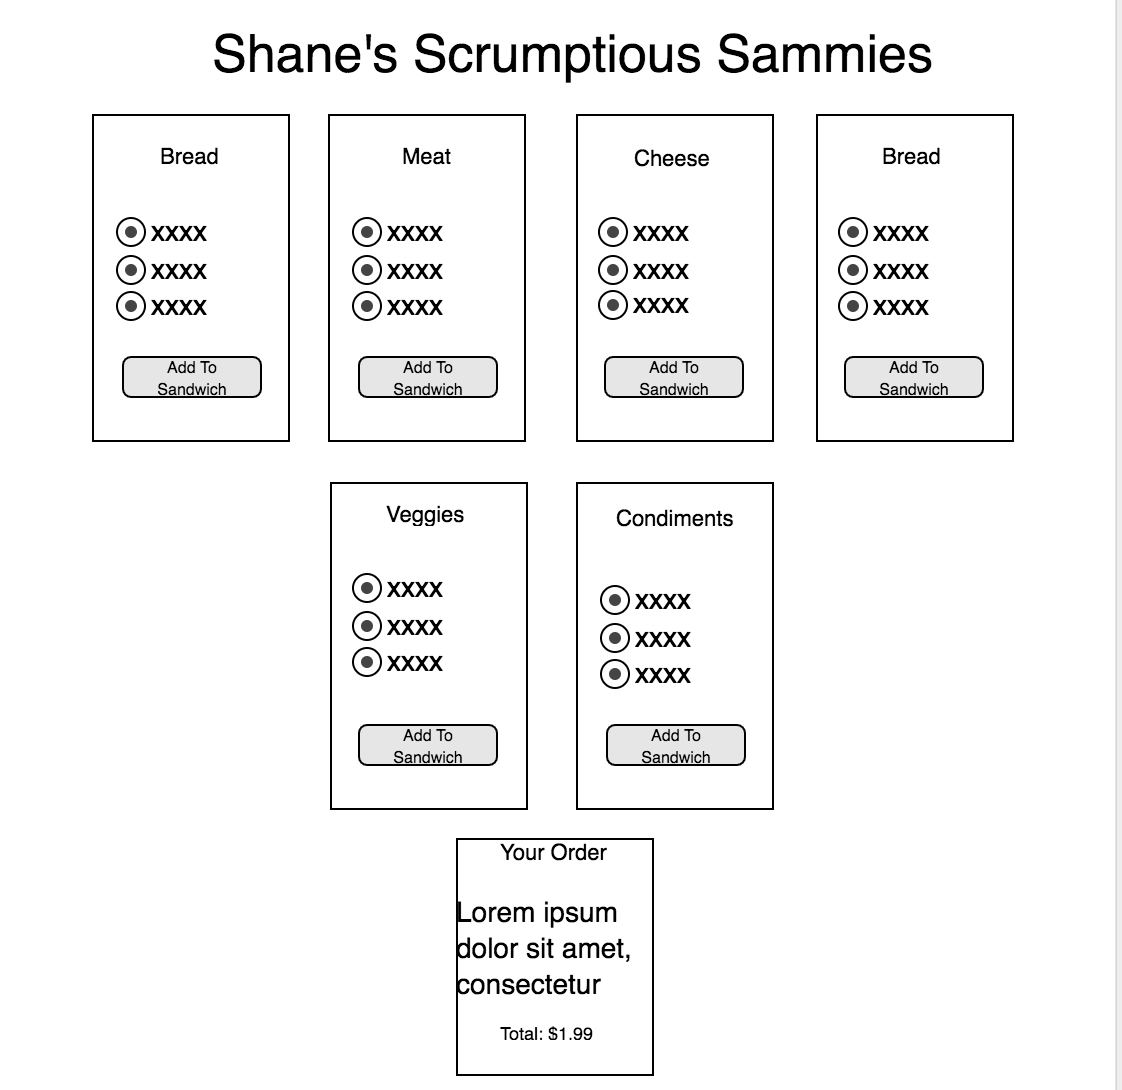 Shane's Scrumptious Sammies
Bread
xxxx
xxxx
xxxx
Add To
Sandwich
Meat
xxxx
xxxx
xxxx
Add To
Sandwich
Cheese
xxxx
xxxx
xxxx
Add To
Sandwich
Bread
xxxx
xxxx
xxxx
Add To
Sandwich
Veggies
xxxx
xxxx
xxxx
Add To
Sandwich
Condiments
xxxx
xxxx
xxxx
Add To
Sandwich
Your Order
Lorem ipsum
dolor sit amet,
consectetur
Total: $1.99